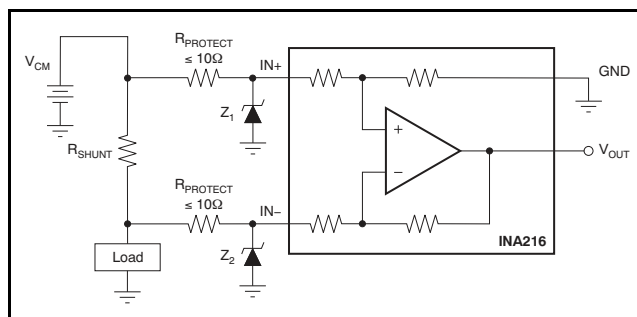 V_CM
R_PROTECT
≤ 10Ω
IN+
GND
Z_1
+
R_SHUNT
V_OUT
R_PROTECT
≤ 10Ω
IN−
−
Z_2
Load
INA216